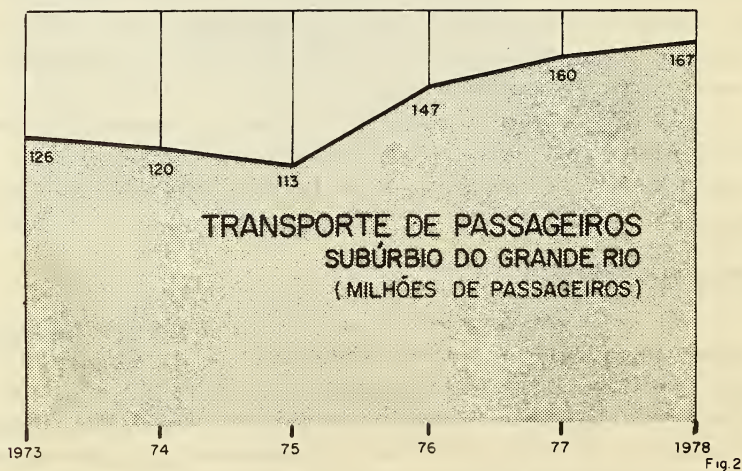 126
120
113
147
160
167
TRANSPORTE DE PASSAGEIROS
SUBÚRBIO DO GRANDE RIO
(MILHÕES DE PASSAGEIROS)
1973 74 75 76 77 1978
Fig.2